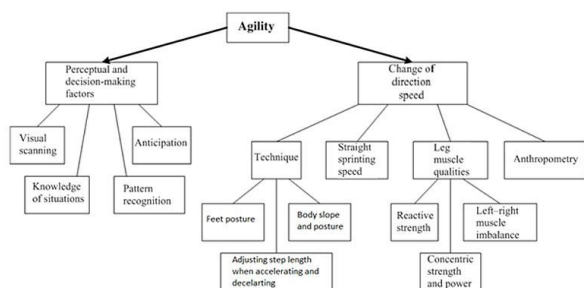 Agility
Perceptual and
decision-making
factors
Change of
direction
speed
Visual
scanning
Anticipation
Knowledge
of situations
Pattern
recognition
Technique
Straight
sprinting
speed
Leg
muscle
qualities
Anthropometry
Feet posture
Body slope
and posture
Reactive
strength
Left–right
muscle
imbalance
Adjusting step length
when accelerating and
decelarting
Concentric
strength
and power